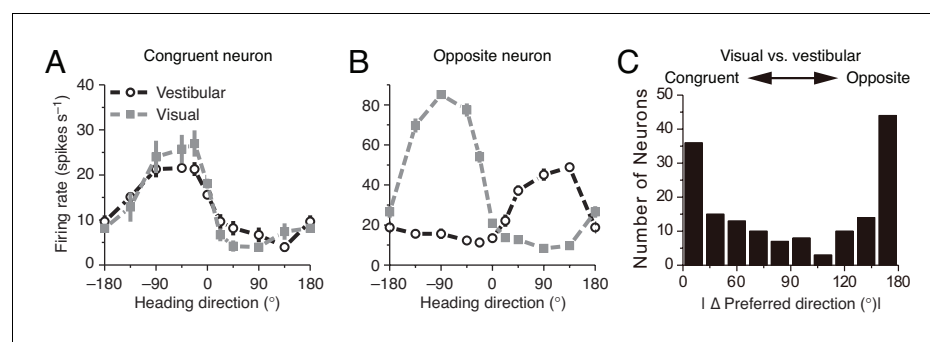 A
Congruent neuron
Vestibular
Visual
Firing rate (spikes s−1)
40
30
20
10
0
−180
−90
0
90
180
Heading direction (°)
B
Opposite neuron
80
60
40
20
0
−180
−90
0
90
180
Heading direction (°)
C
Visual vs. vestibular
Congruent
Opposite
Number of Neurons
50
40
30
20
10
0
0
60
90
120
180
| Δ Preferred direction (°)|